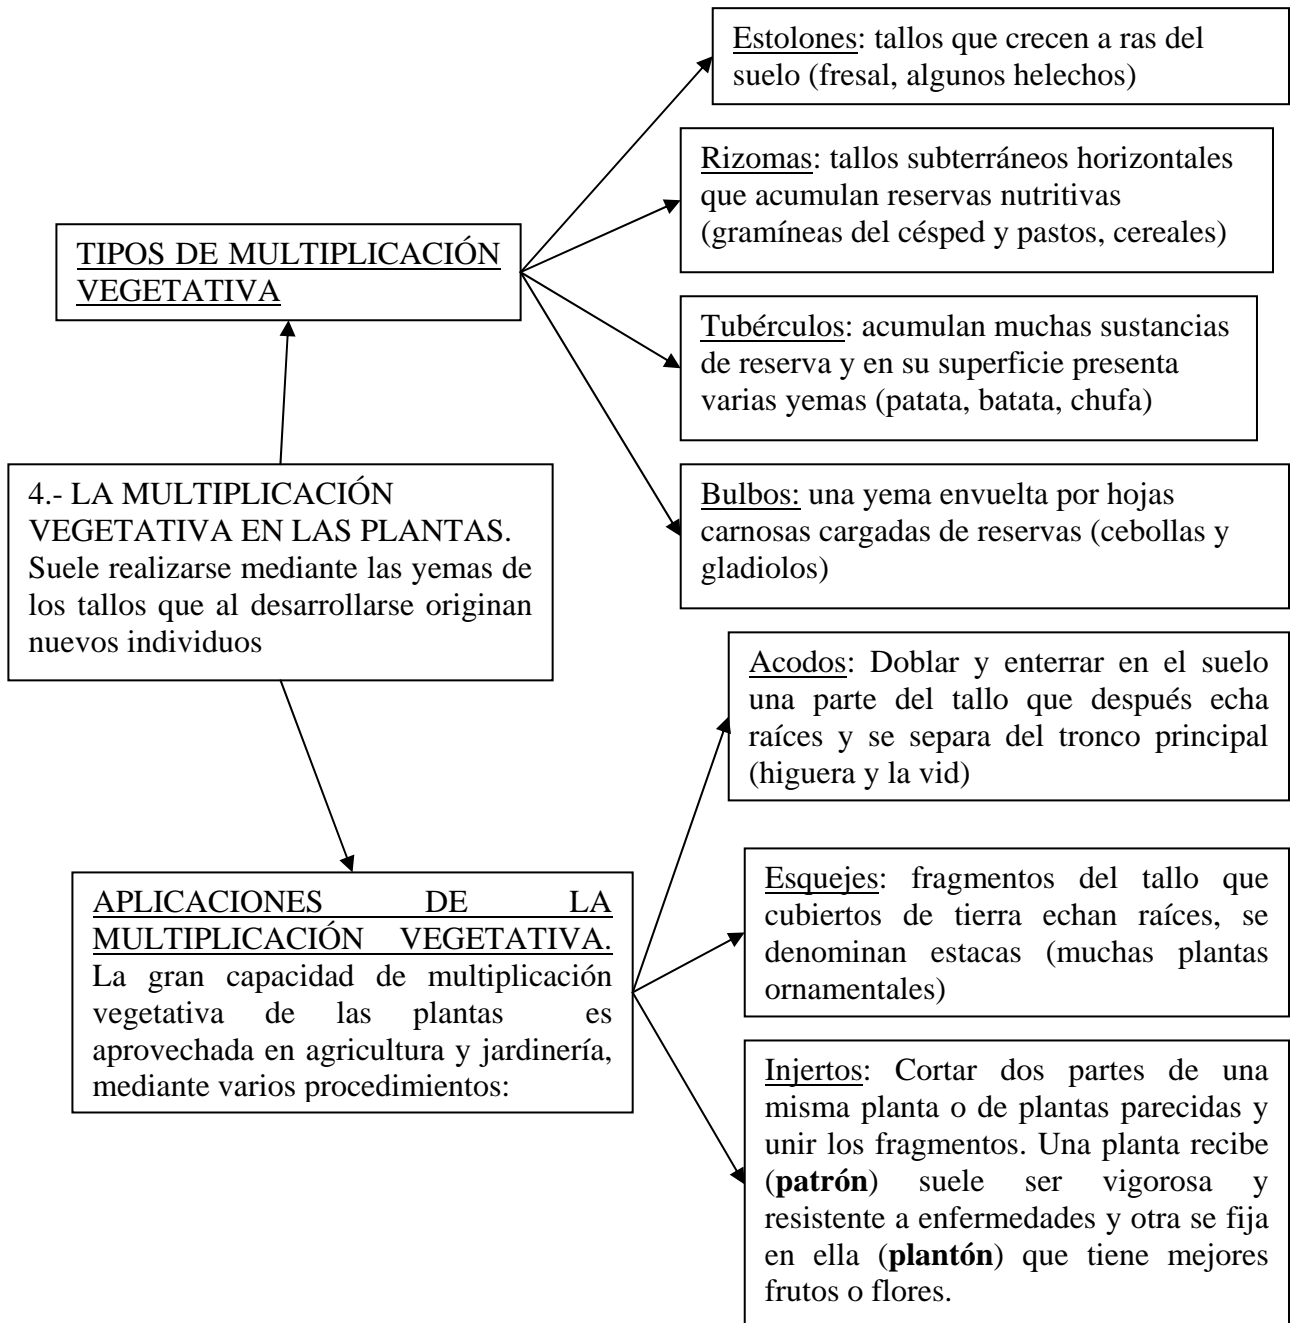 Estolones: tallos que crecen a ras del
suelo (fresal, algunos helechos)
Rizomas: tallos subterráneos horizontales
que acumulan reservas nutritivas
(gramíneas del césped y pastos, cereales)
TIPOS DE MULTIPLICACIÓN
VEGETATIVA
Tubérculos: acumulan muchas sustancias
de reserva y en su superficie presenta
varias yemas (patata, batata, chufa)
4.- LA MULTIPLICACIÓN
VEGETATIVA EN LAS PLANTAS.
Suele realizarse mediante las yemas de
los tallos que al desarrollarse originan
nuevos individuos
Bulbos: una yema envuelta por hojas
carnosas cargadas de reservas (cebollas y
gladiolos)
Acodos: Doblar y enterrar en el suelo
una parte del tallo que después echa
raíces y se separa del tronco principal
(higuera y la vid)
APLICACIONES DE LA
MULTIPLICACIÓN VEGETATIVA.
La gran capacidad de multiplicación
vegetativa de las plantas es
aprovechada en agricultura y jardinería,
mediante varios procedimientos:
Esquejes: fragmentos del tallo que
cubiertos de tierra echan raíces, se
denominan estacas (muchas plantas
ornamentales)
Injertos: Cortar dos partes de una
misma planta o de plantas parecidas y
unir los fragmentos. Una planta recibe
(patrón) suele ser vigorosa y
resistente a enfermedades y otra se fija
en ella (plantón) que tiene mejores
frutos o flores.